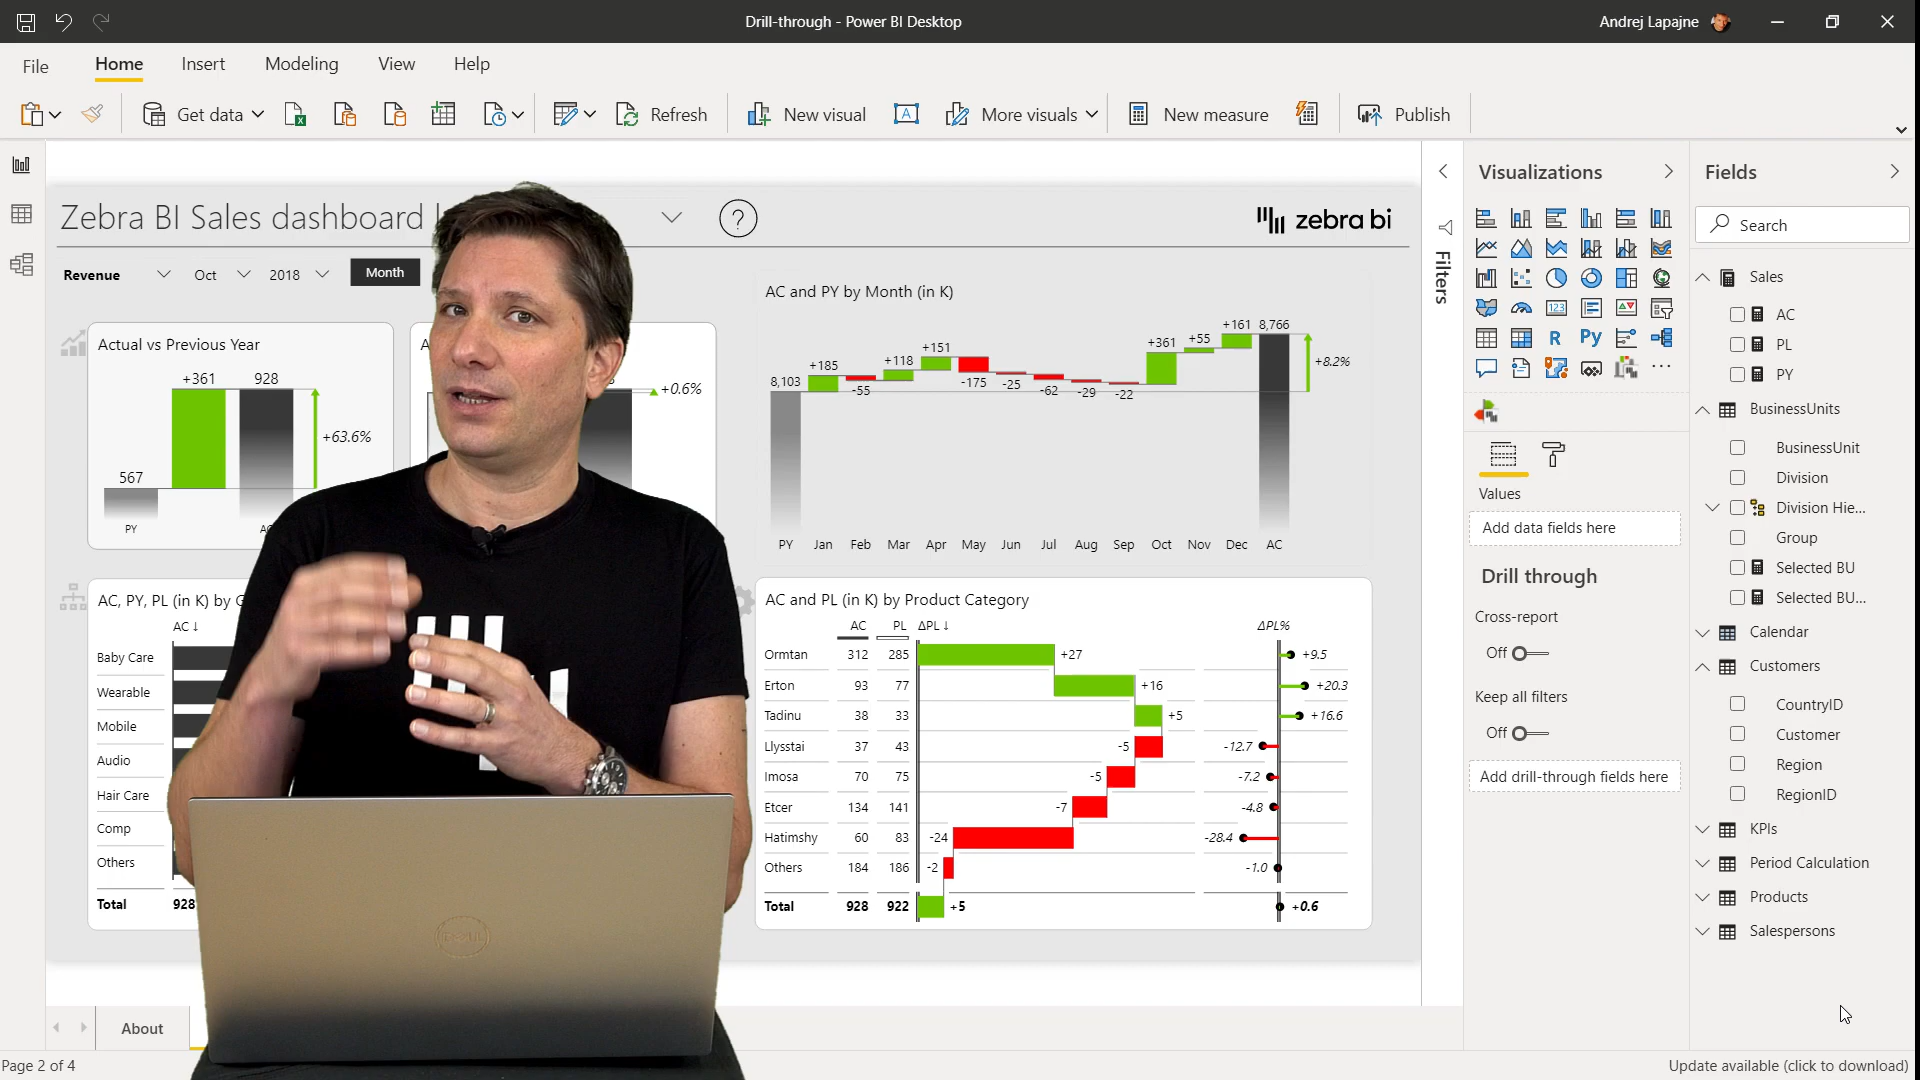 Drill-through - Power BI Desktop
Andrej Lapajne
File
Home
Insert
Modeling
View
Help
Get data
Refresh
New visual
More visuals
New measure
Publish
Zebra BI Sales dashboard
?
zebra bi
Revenue
Oct
2018
Month
Actual vs Previous Year
+361
928
+63.6%
567
PY
+0.6%
AC and PY by Month (in K)
8,103
+185
-55
+118
+151
-175
-25
-62
-29
-22
+361
+55
+161
8,766
+8.2%
PY
Jan
Feb
Mar
Apr
May
Jun
Jul
Aug
Sep
Oct
Nov
Dec
AC
AC, PY, PL (in K) by
AC ↓
Baby Care
Wearable
Mobile
Audio
Hair Care
Comp
Others
Total 928
AC and PL (in K) by Product Category
AC PL ΔPL ↓ ΔPL%
Ormtan 312 285 +27 +9.5
Erton 93 77 +16 +20.3
Tadinu 38 33 +5 +16.6
Llysstai 37 43 -5 -12.7
Imosa 70 75 -5 -7.2
Etcer 134 141 -7 -4.8
Hatimshy 60 83 -24 -28.4
Others 184 186 -2 -1.0
Total 928 922 +5 +0.6
DELL
Filters
Visualizations
R
Py
123
Values
Add data fields here
Drill through
Cross-report
Off
Keep all filters
Off
Add drill-through fields here
Fields
Search
Sales
AC
PL
PY
BusinessUnits
BusinessUnit
Division
Division Hie...
Group
Selected BU
Selected BU...
Calendar
Customers
CountryID
Customer
Region
RegionID
KPIs
Period Calculation
Products
Salespersons
About
Page 2 of 4
Update available (click to download)